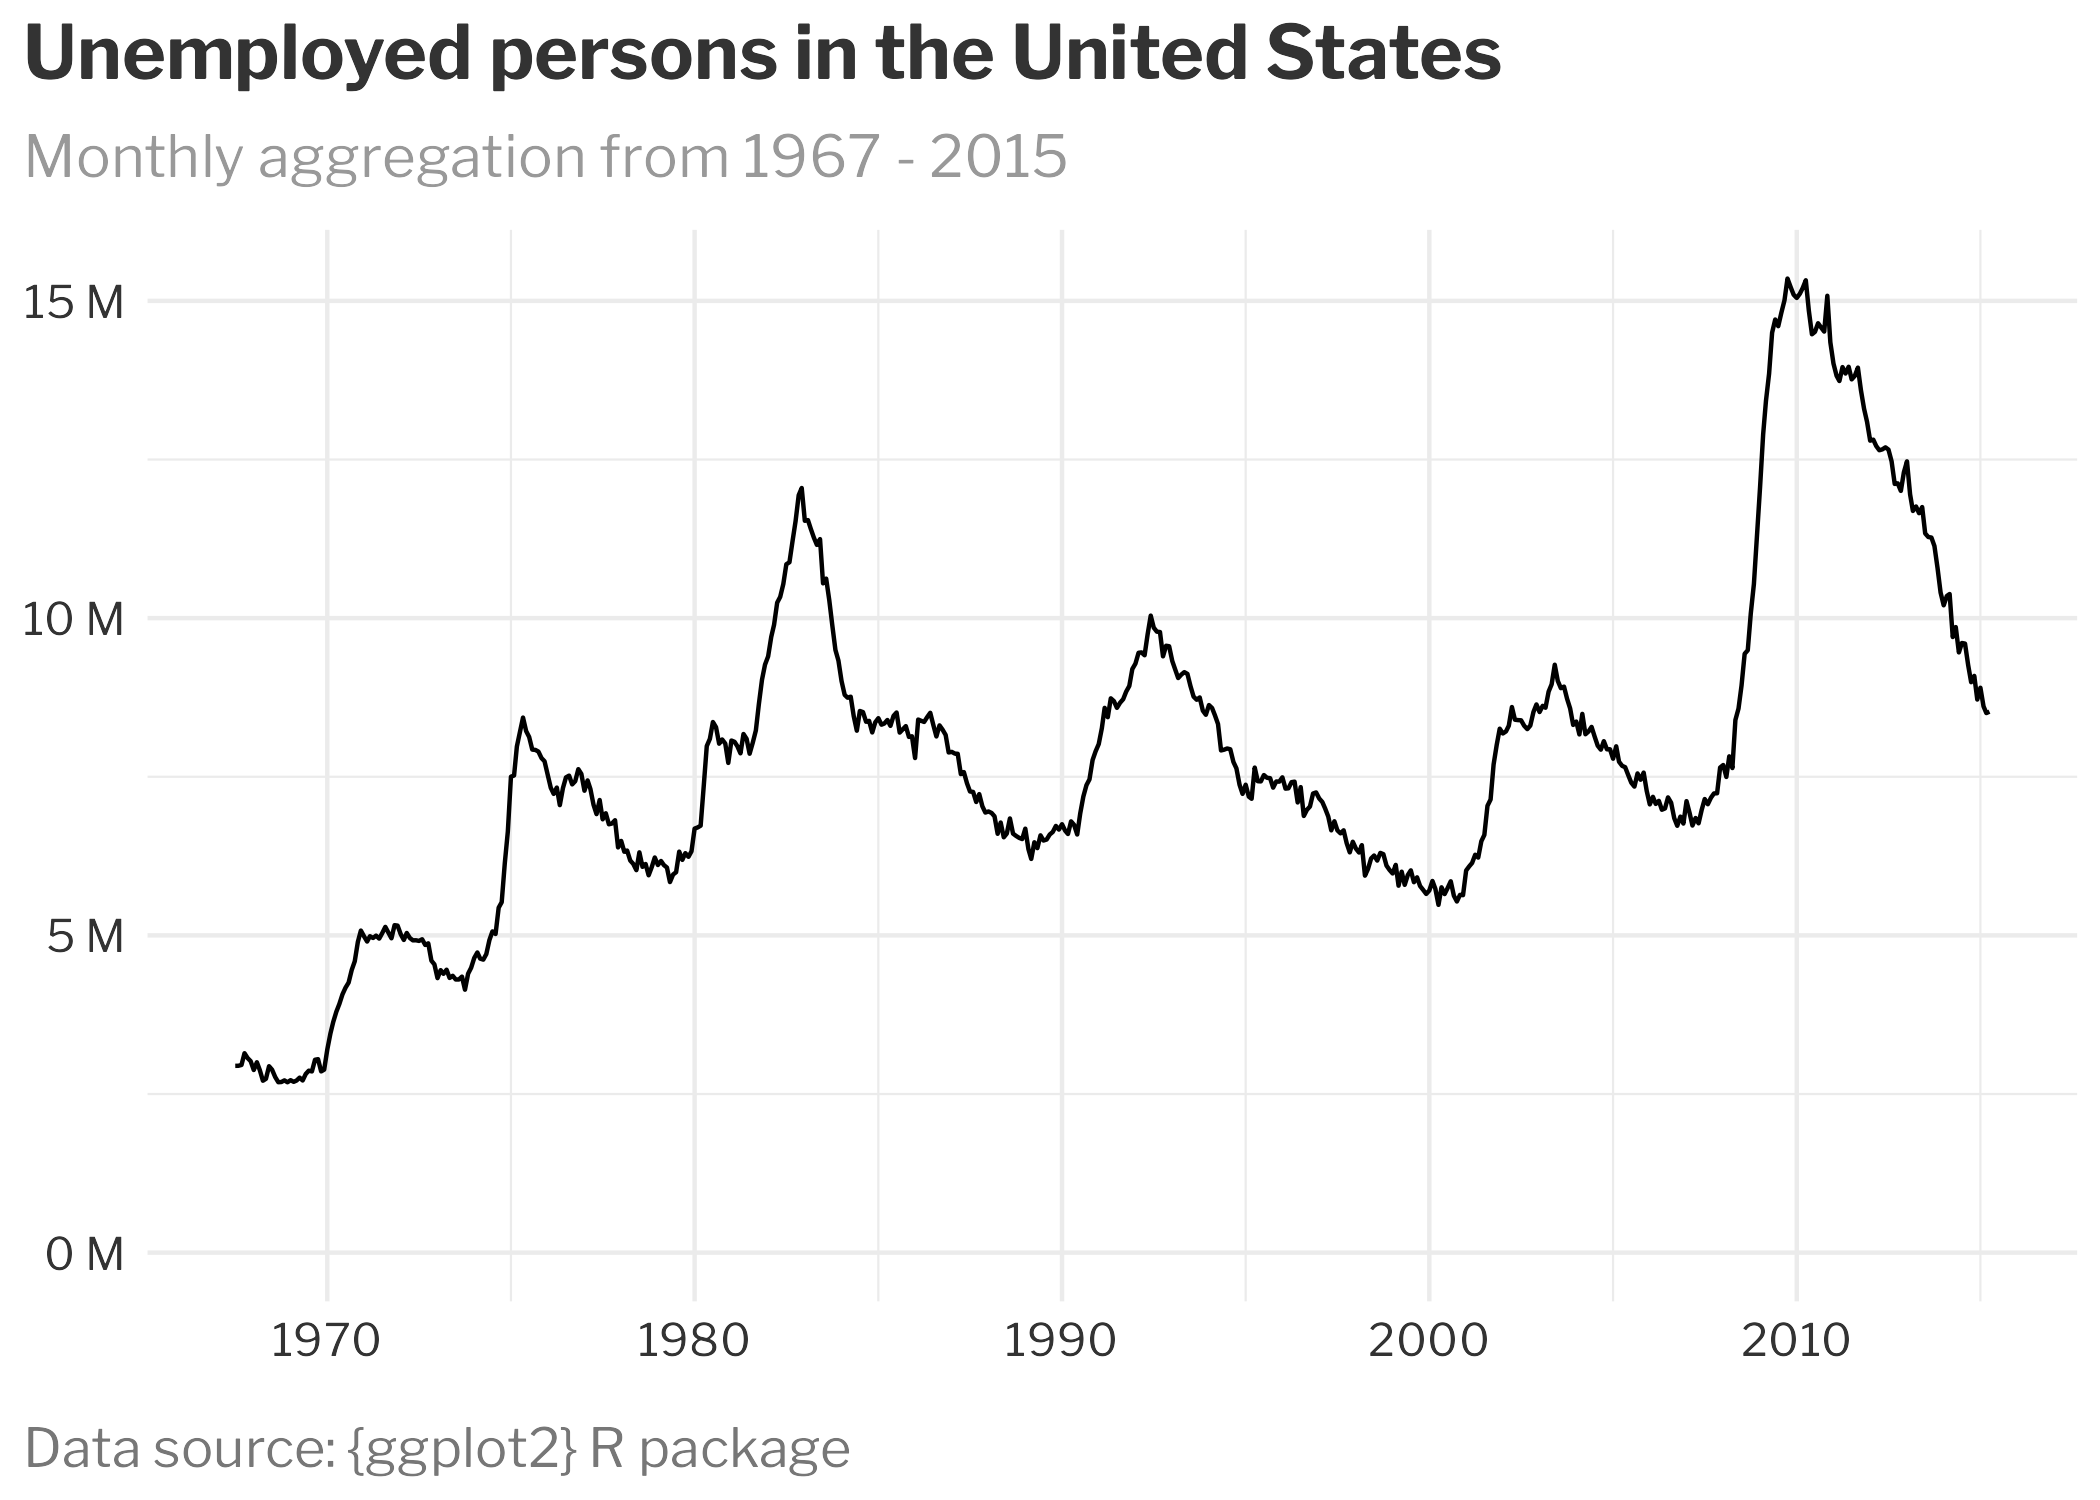 Unemployed persons in the United States
Monthly aggregation from 1967 - 2015
15 M
10 M
5 M
0 M
1970 1980 1990 2000 2010
Data source: {ggplot2} R package